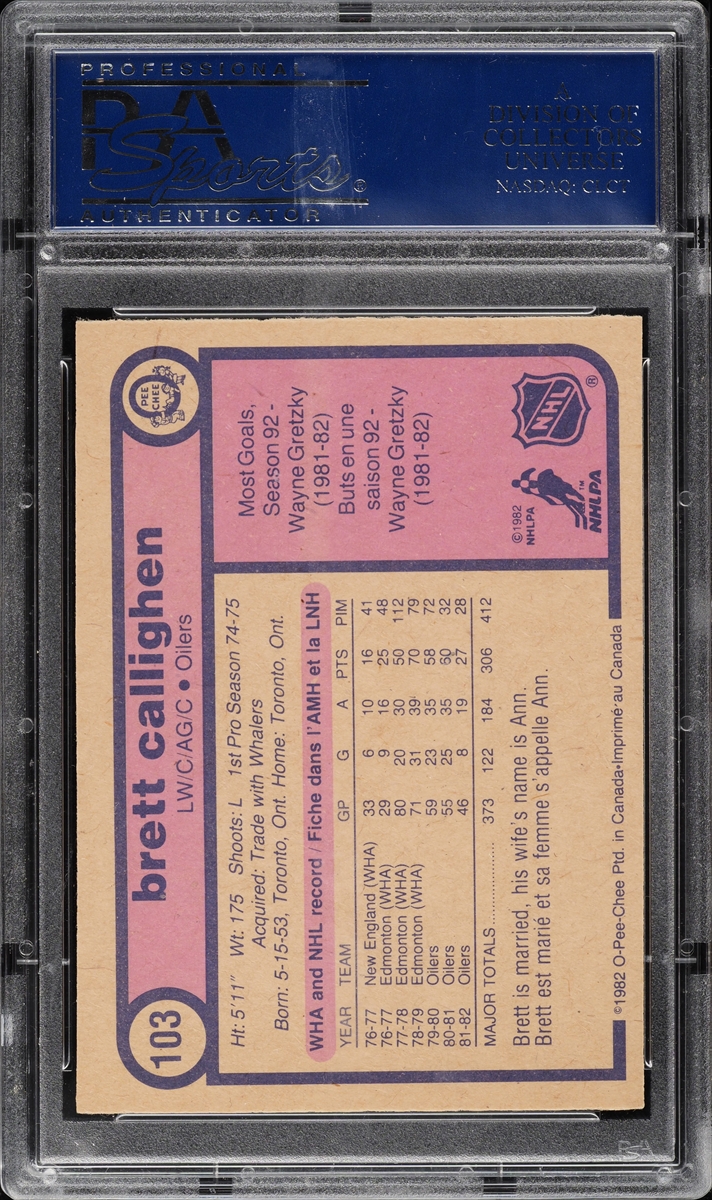 PROFESSIONAL
PSA
Sports®
AUTHENTICATOR
A
DIVISION OF
COLLECTORS
UNIVERSE
NASDAQ: CLCT
103
brett callighen
LW/C/AG/C • Oilers
O
PEE
CHEE
Ht: 5'11" Wt: 175 Shoots: L 1st Pro Season 74-75
Acquired: Trade with Whalers
Born: 5-15-53, Toronto, Ont. Home: Toronto, Ont.
WHA and NHL record / Fiche dans l'AMH et la LNH
YEAR TEAM GP G A PTS PIM
76-77 New England (WHA) 33 6 10 16 41
76-77 Edmonton (WHA) 29 9 16 25 48
77-78 Edmonton (WHA) 80 20 30 50 112
78-79 Edmonton (WHA) 71 31 39 70 79
79-80 Oilers 59 23 35 58 72
80-81 Oilers 55 25 35 60 32
81-82 Oilers 46 8 19 27 28
MAJOR TOTALS.................... 373 122 184 306 412
Brett is married, his wife's name is Ann.
Brett est marié et sa femme s'appelle Ann.
Most Goals,
Season 92 -
Wayne Gretzky
(1981-82)
Buts en une
saison 92 -
Wayne Gretzky
(1981-82)
©1982
NHLPA
NHLPA™
NHL®
©1982 O-Pee-Chee Ptd. in Canada•Imprimé au Canada
PSA